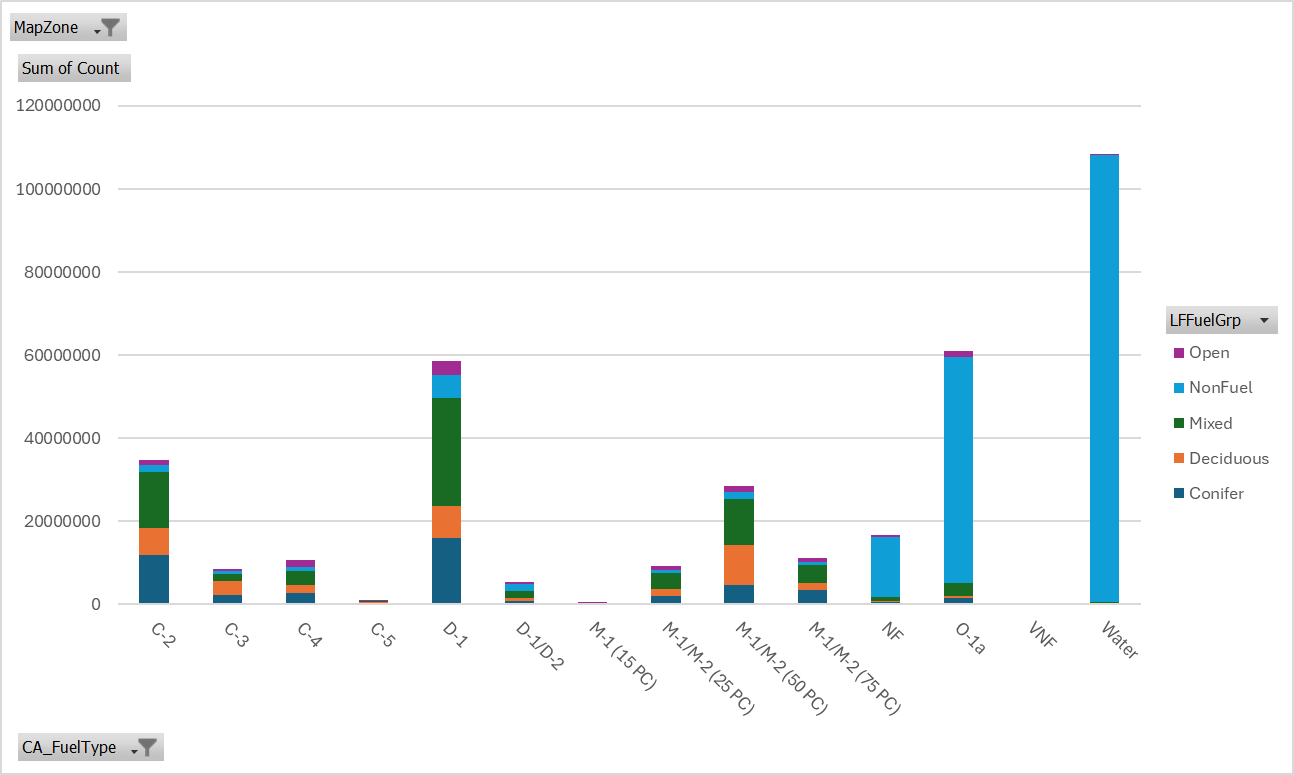 MapZone
Sum of Count
120000000
100000000
80000000
60000000
40000000
20000000
0
C-2
C-3
C-4
C-5
D-1
D-1/D-2
M-1 (15 PC)
M-1/M-2 (25 PC)
M-1/M-2 (50 PC)
M-1/M-2 (75 PC)
NF
O-1a
VNF
Water
LFFuelGrp
Open
NonFuel
Mixed
Deciduous
Conifer
CA_FuelType